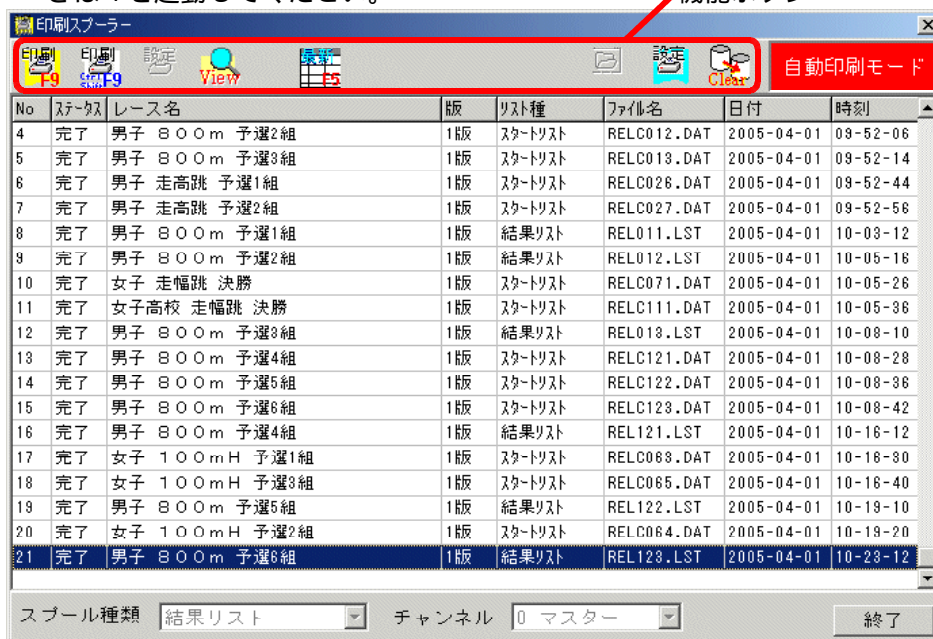 印刷スプーラー
印刷 F9 印刷 F9 設定 View 最新 F5 設定 Clear 自動印刷モード
No ｽﾃｰﾀｽ レース名 版 ﾘｽﾄ種 ﾌｧｲﾙ名 日付 時刻
4 完了 男子 ８００ｍ 予選2組 1版 ｽﾀｰﾄﾘｽﾄ RELC012.DAT 2005-04-01 09-52-06
5 完了 男子 ８００ｍ 予選3組 1版 ｽﾀｰﾄﾘｽﾄ RELC013.DAT 2005-04-01 09-52-14
6 完了 男子 走高跳 予選1組 1版 ｽﾀｰﾄﾘｽﾄ RELC026.DAT 2005-04-01 09-52-44
7 完了 男子 走高跳 予選2組 1版 ｽﾀｰﾄﾘｽﾄ RELC027.DAT 2005-04-01 09-52-56
8 完了 男子 ８００ｍ 予選1組 1版 結果ﾘｽﾄ REL011.LST 2005-04-01 10-03-12
9 完了 男子 ８００ｍ 予選2組 1版 結果ﾘｽﾄ REL012.LST 2005-04-01 10-05-16
10 完了 女子 走幅跳 決勝 1版 ｽﾀｰﾄﾘｽﾄ RELC071.DAT 2005-04-01 10-05-26
11 完了 女子高校 走幅跳 決勝 1版 ｽﾀｰﾄﾘｽﾄ RELC111.DAT 2005-04-01 10-05-36
12 完了 男子 ８００ｍ 予選3組 1版 結果ﾘｽﾄ REL013.LST 2005-04-01 10-08-10
13 完了 男子 ８００ｍ 予選4組 1版 ｽﾀｰﾄﾘｽﾄ RELC121.DAT 2005-04-01 10-08-28
14 完了 男子 ８００ｍ 予選5組 1版 ｽﾀｰﾄﾘｽﾄ RELC122.DAT 2005-04-01 10-08-36
15 完了 男子 ８００ｍ 予選6組 1版 ｽﾀｰﾄﾘｽﾄ RELC123.DAT 2005-04-01 10-08-42
16 完了 男子 ８００ｍ 予選4組 1版 結果ﾘｽﾄ REL121.LST 2005-04-01 10-16-12
17 完了 女子 １００ｍＨ 予選1組 1版 ｽﾀｰﾄﾘｽﾄ RELC063.DAT 2005-04-01 10-16-30
18 完了 女子 １００ｍＨ 予選3組 1版 ｽﾀｰﾄﾘｽﾄ RELC065.DAT 2005-04-01 10-16-40
19 完了 男子 ８００ｍ 予選5組 1版 結果ﾘｽﾄ REL122.LST 2005-04-01 10-19-10
20 完了 女子 １００ｍＨ 予選2組 1版 ｽﾀｰﾄﾘｽﾄ RELC064.DAT 2005-04-01 10-19-20
21 完了 男子 ８００ｍ 予選6組 1版 結果ﾘｽﾄ REL123.LST 2005-04-01 10-23-12
スプール種類 結果リスト チャンネル 0 マスター 終了